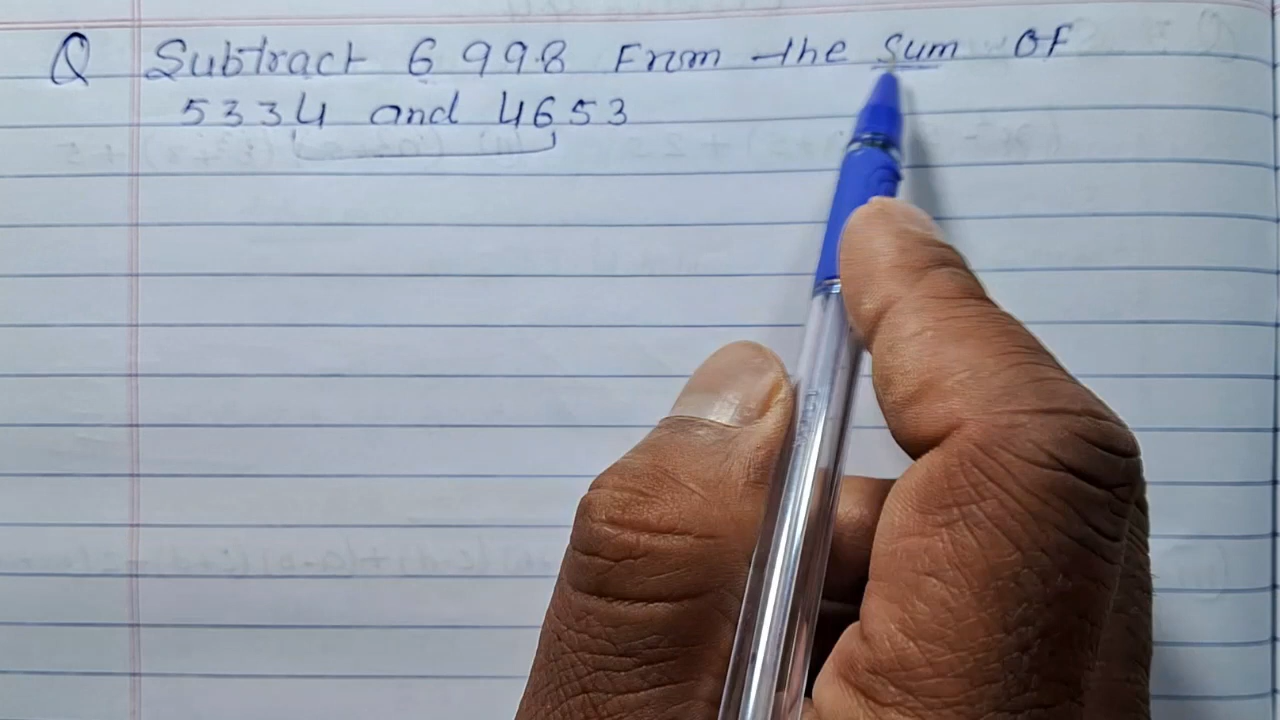 Q Subtract 6998 From the Sum OF
5334 and 4653